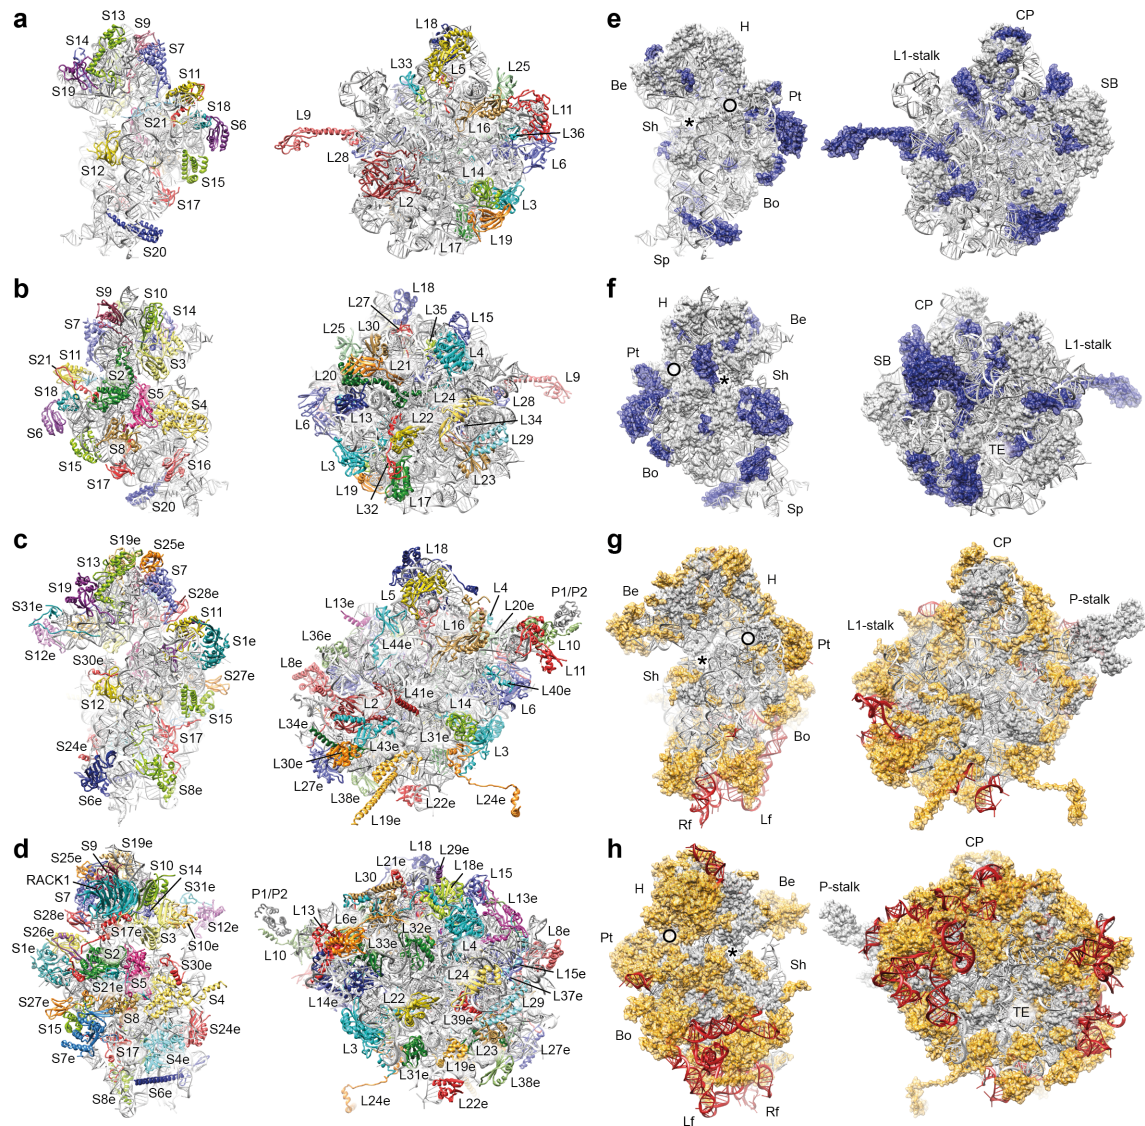 a
S13
S9
S14
S7
S11
S19
S18
S21
S6
S12
S15
S17
S20
L18
L33
L5
L25
L9
L16
L11
L36
L28
L6
L14
L2
L3
L17
L19
e
H
Be
Pt
Sh
*
Bo
Sp
CP
L1-stalk
SB
b
S9
S10
S7
S14
S21
S11
S3
S2
S18
S5
S4
S6
S8
S15
S16
S17
S20
L27
L18
L35
L15
L25
L30
L4
L21
L20
L9
L24
L28
L13
L22
L6
L34
L29
L3
L23
L19
L17
L32
f
H
Be
Pt
Sh
*
Bo
Sp
CP
L1-stalk
SB
TE
c
S19e
S25e
S13
S7
S19
S28e
S31e
S11
S1e
S12e
S30e
S27e
S12
S15
S17
S24e
S8e
S6e
L18
L5
L4
P1/P2
L13e
L20e
L16
L36e
L10
L44e
L11
L8e
L40e
L41e
L2
L6
L14
L34e
L31e
L43e
L3
L30e
L27e
L38e
L24e
L22e
L19e
g
H
Be
Pt
*
Sh
Bo
Rf
Lf
CP
P-stalk
L1-stalk
d
S9
S19e
S25e
S10
S14
RACK1
S31e
S7
S28e
S17e
S12e
S26e
S3
S10e
S1e
S2
S30e
S5
S21e
S27e
S4
S8
S15
S24e
S17
S7e
S4e
S6e
S8e
L18
L29e
L21e
L18e
L30
L15
P1/P2
L13
L6e
L32e
L8e
L33e
L4
L10
L24
L15e
L14e
L37e
L22
L29
L39e
L3
L23
L27e
L19e
L31e
L38e
L24e
L22e
h
H
Be
Pt
*
Sh
Bo
Rf
Lf
CP
P-stalk
TE